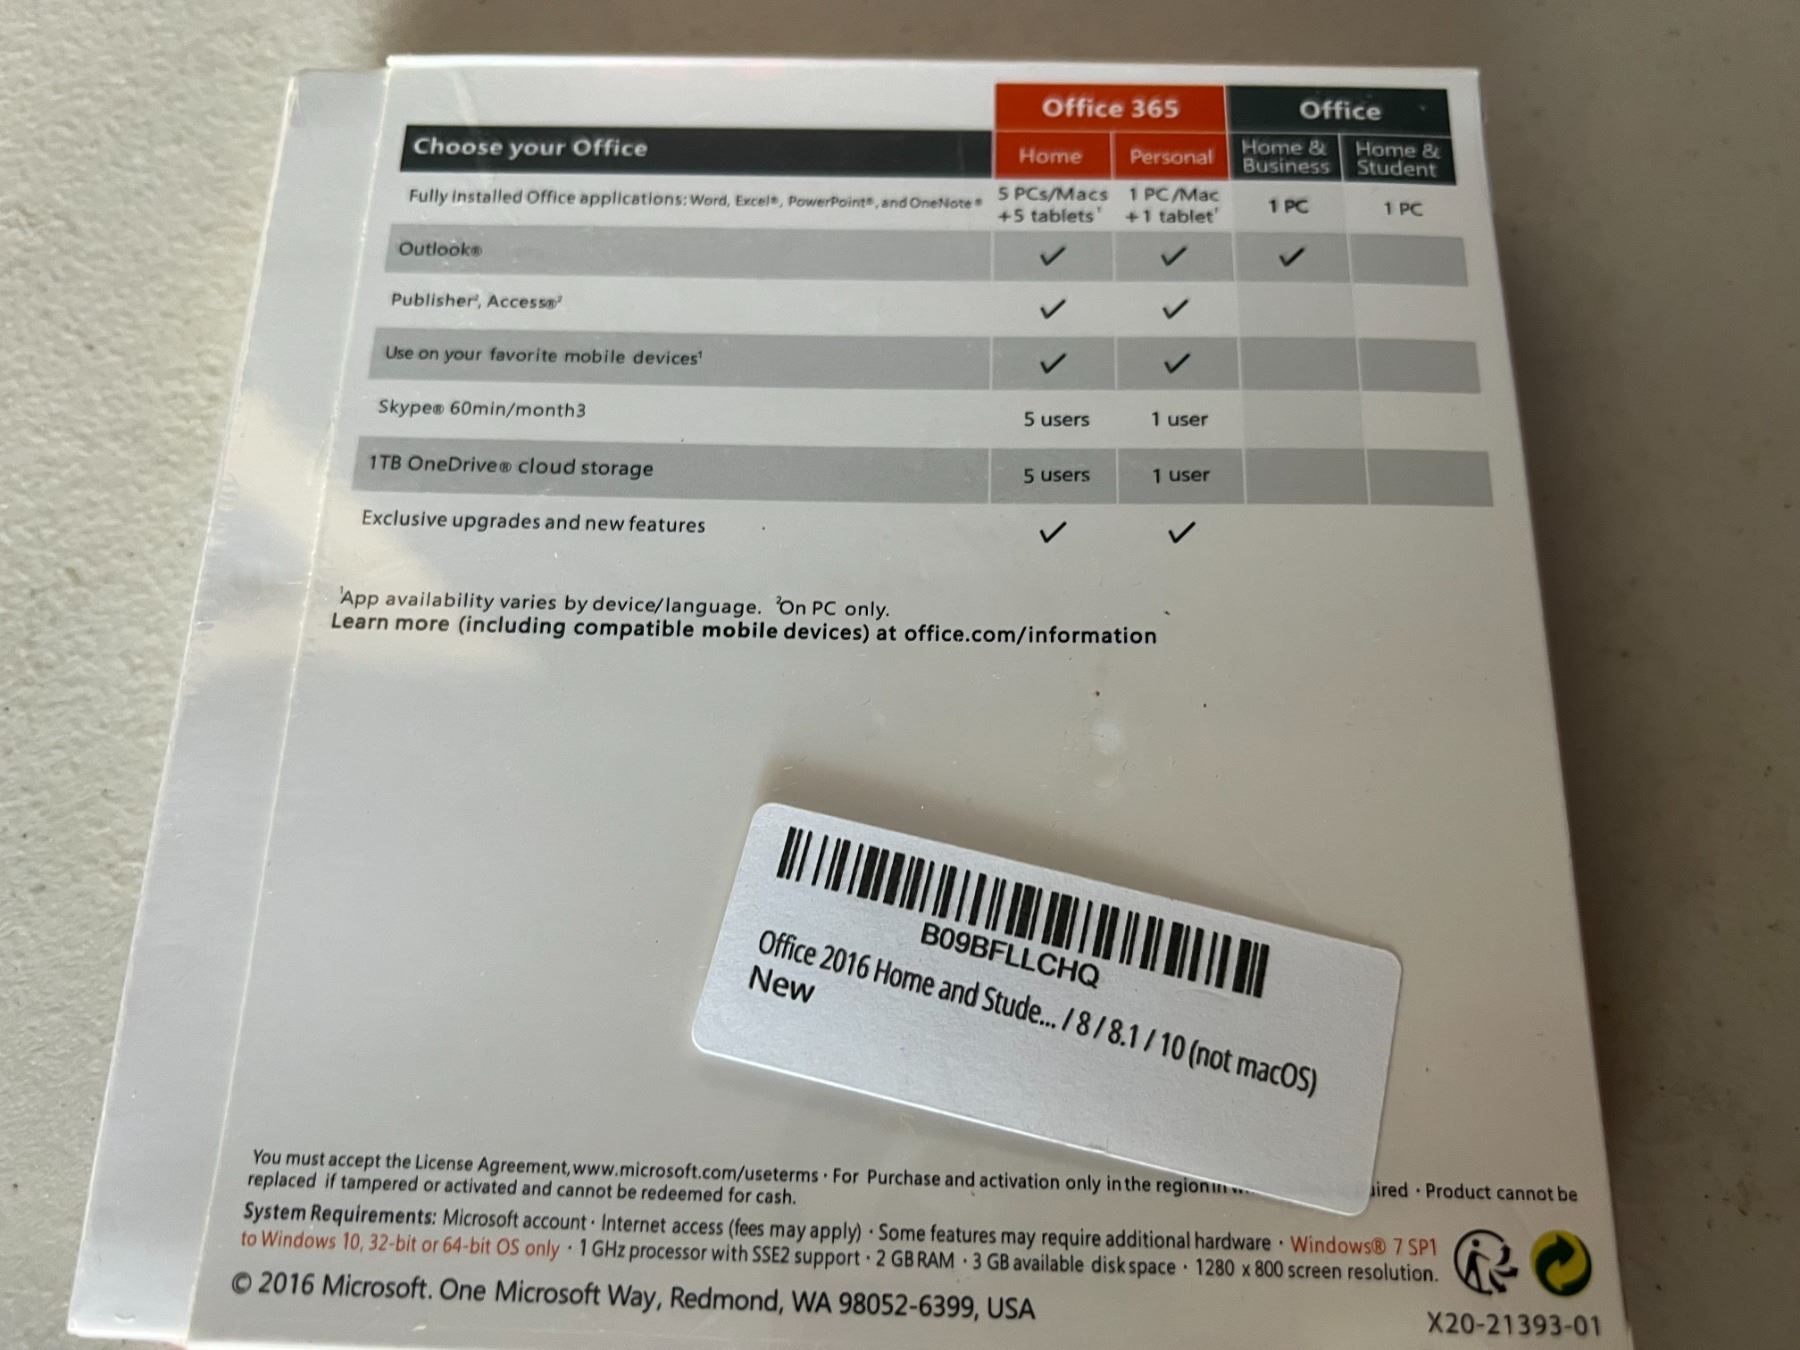 Office 365 Office
Choose your Office Home Personal Home & Business Home & Student
Fully installed Office applications: Word, Excel®, PowerPoint®, and OneNote® 5 PCs/Macs +5 tablets¹ 1 PC/Mac +1 tablet¹ 1 PC 1 PC
Outlook® ✓ ✓ ✓
Publisher², Access®² ✓ ✓
Use on your favorite mobile devices¹ ✓ ✓
Skype® 60min/month3 5 users 1 user
1TB OneDrive® cloud storage 5 users 1 user
Exclusive upgrades and new features ✓ ✓
¹App availability varies by device/language. ²On PC only.
Learn more (including compatible mobile devices) at office.com/information
B09BFLLCHQ
Office 2016 Home and Stude... / 8 / 8.1 / 10 (not macOS)
New
You must accept the License Agreement, www.microsoft.com/useterms · For Purchase and activation only in the region in · Product cannot be
replaced if tampered or activated and cannot be redeemed for cash.
System Requirements: Microsoft account · Internet access (fees may apply) · Some features may require additional hardware · Windows® 7 SP1
to Windows 10, 32-bit or 64-bit OS only · 1 GHz processor with SSE2 support · 2 GB RAM · 3 GB available disk space · 1280 x 800 screen resolution.
© 2016 Microsoft. One Microsoft Way, Redmond, WA 98052-6399, USA
X20-21393-01